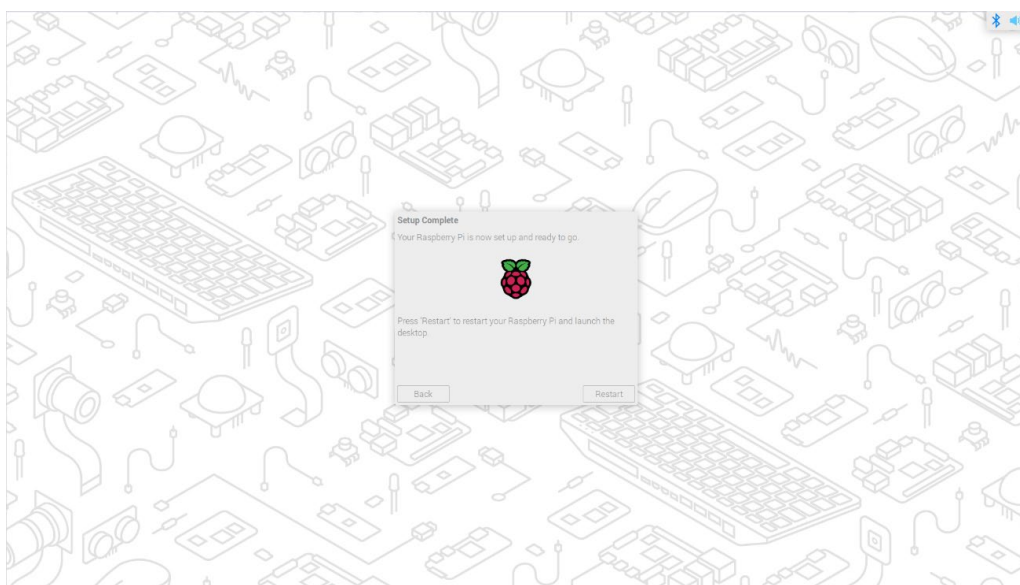 Setup Complete
Your Raspberry Pi is now set up and ready to go.
Press 'Restart' to restart your Raspberry Pi and launch the
desktop.
Back
Restart